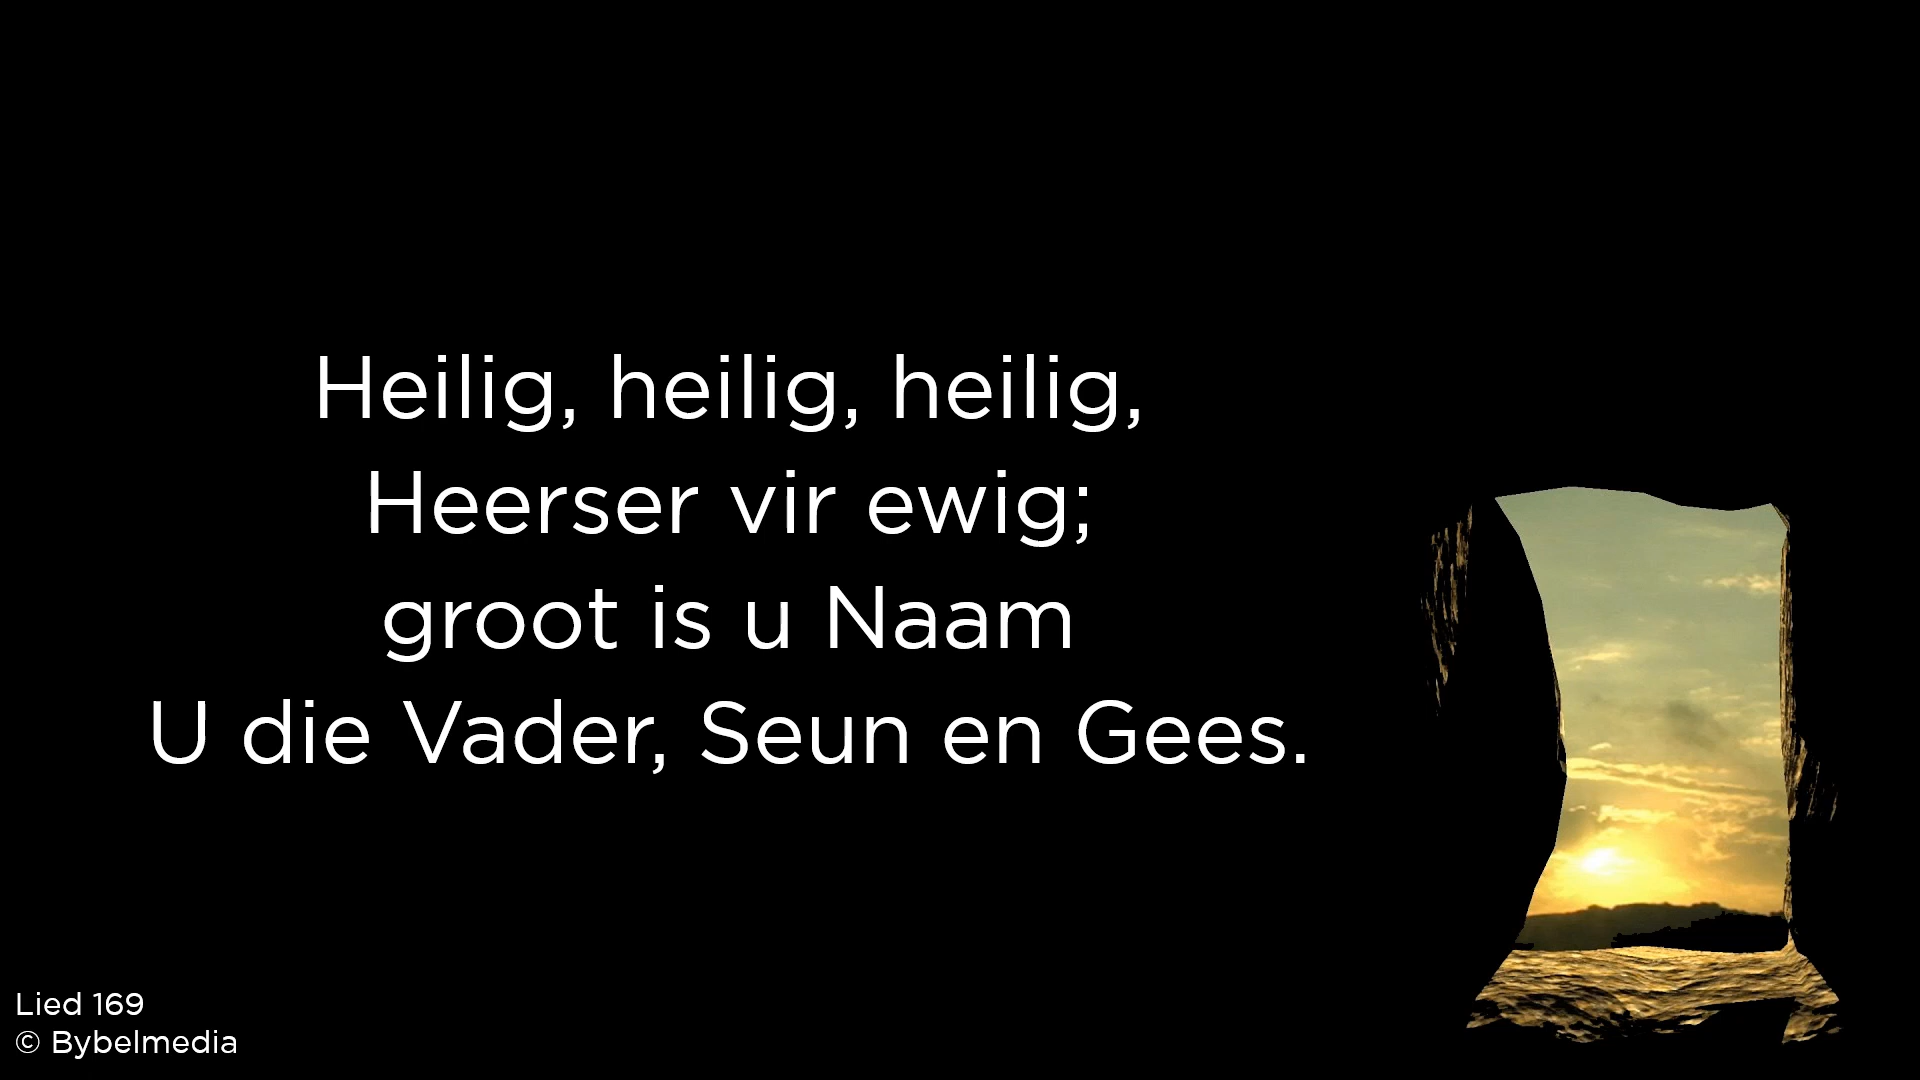 Heilig, heilig, heilig,
Heerser vir ewig;
groot is u Naam
U die Vader, Seun en Gees.
Lied 169
© Bybelmedia